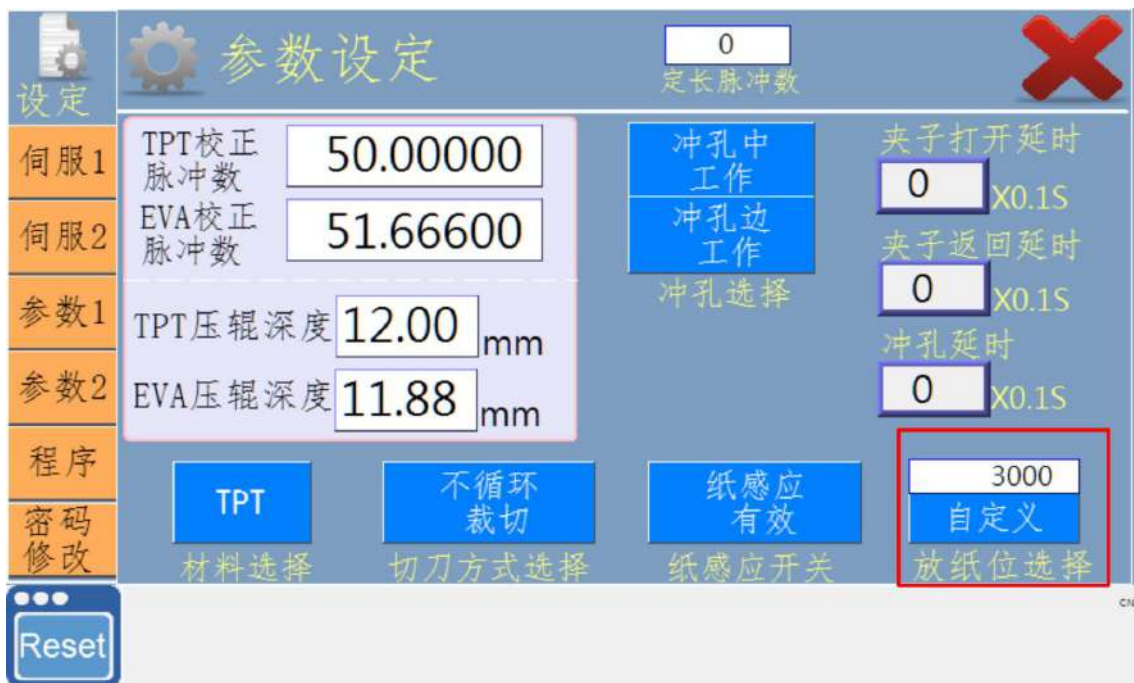 参数设定
0
定长脉冲数
设定
伺服1
伺服2
参数1
参数2
程序
密码
修改
TPT校正
脉冲数
50.00000
EVA校正
脉冲数
51.66600
TPT压辊深度
12.00
mm
EVA压辊深度
11.88
mm
冲孔中
工作
冲孔边
工作
冲孔选择
夹子打开延时
0
X0.1S
夹子返回延时
0
X0.1S
冲孔延时
0
X0.1S
TPT
材料选择
不循环
裁切
切刀方式选择
纸感应
有效
纸感应开关
3000
自定义
放纸位选择
Reset
CN